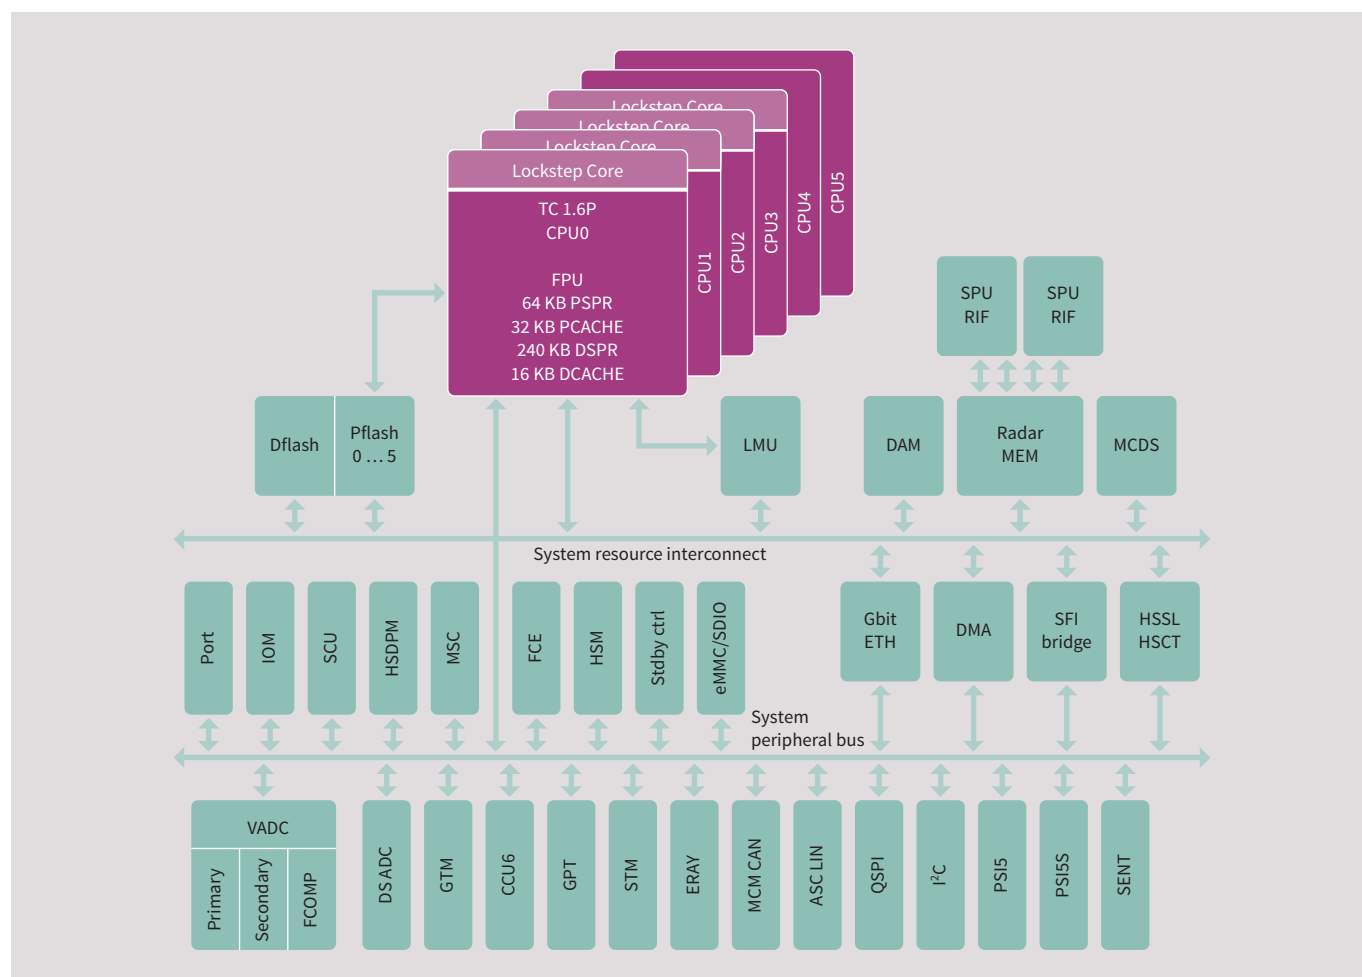 Lockstep Core
Lockstep Core
Lockstep Core
Lockstep Core
TC 1.6P
CPU0
FPU
64 KB PSPR
32 KB PCACHE
240 KB DSPR
16 KB DCACHE
CPU1
CPU2
CPU3
CPU4
CPU5
SPU
RIF
SPU
RIF
Dflash
Pflash
0 … 5
LMU
DAM
Radar
MEM
MCDS
System resource interconnect
Port
IOM
SCU
HSDPM
MSC
FCE
HSM
Stdby ctrl
eMMC/SDIO
Gbit
ETH
DMA
SFI
bridge
HSSL
HSCT
System
peripheral bus
VADC
Primary
Secondary
FCOMP
DS ADC
GTM
CCU6
GPT
STM
ERAY
MCM CAN
ASC LIN
QSPI
I²C
PSI5
PSI5S
SENT